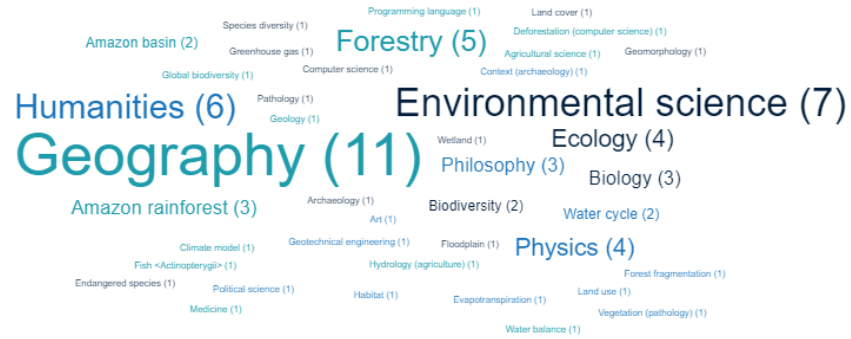 Programming language (1)
Land cover (1)
Species diversity (1)
Deforestation (computer science) (1)
Amazon basin (2)
Forestry (5)
Greenhouse gas (1)
Agricultural science (1)
Geomorphology (1)
Global biodiversity (1)
Computer science (1)
Context (archaeology) (1)
Humanities (6)
Pathology (1)
Environmental science (7)
Geology (1)
Geography (11)
Wetland (1)
Ecology (4)
Philosophy (3)
Biology (3)
Amazon rainforest (3)
Archaeology (1)
Biodiversity (2)
Art (1)
Water cycle (2)
Climate model (1)
Geotechnical engineering (1)
Floodplain (1)
Physics (4)
Fish <Actinopterygii> (1)
Hydrology (agriculture) (1)
Forest fragmentation (1)
Endangered species (1)
Political science (1)
Habitat (1)
Evapotranspiration (1)
Land use (1)
Medicine (1)
Vegetation (pathology) (1)
Water balance (1)